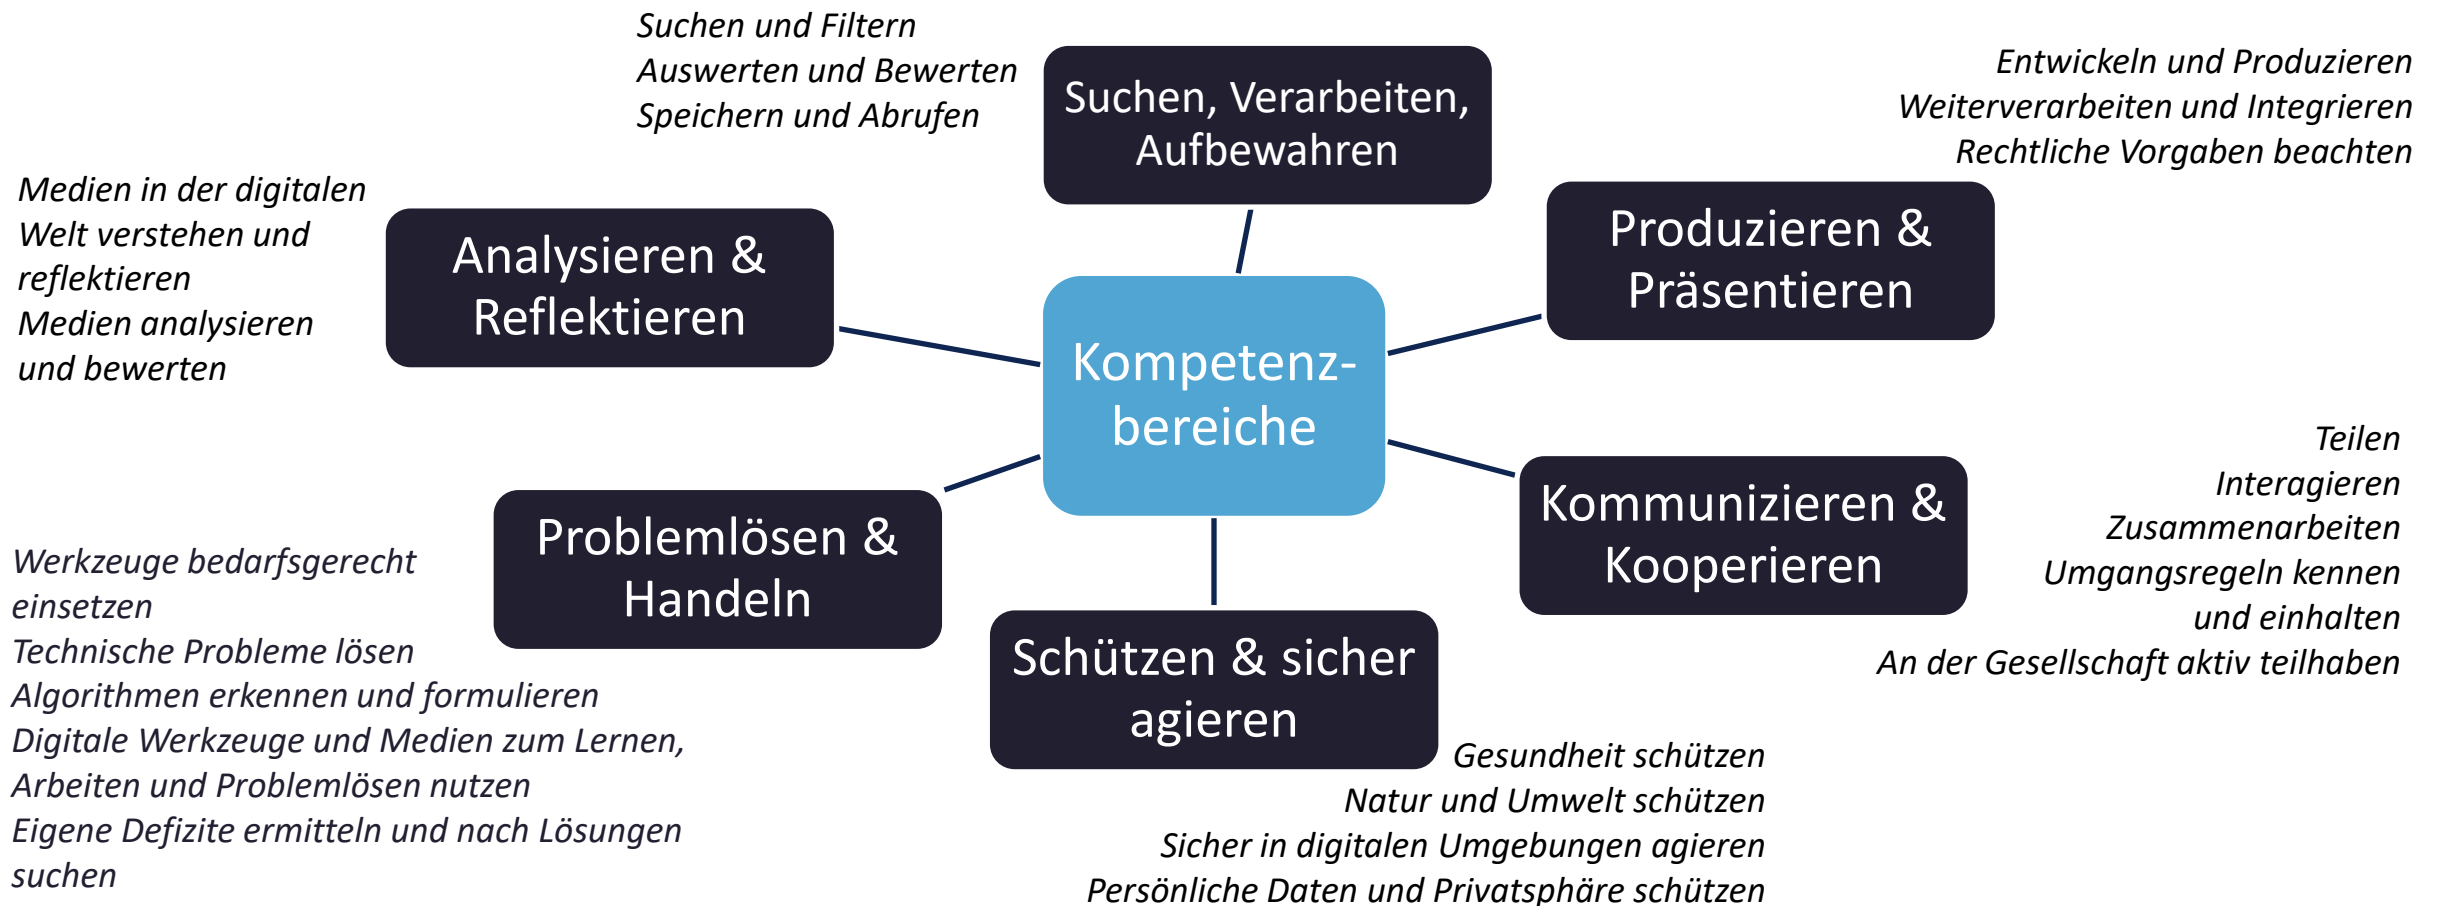 Suchen und Filtern
Auswerten und Bewerten
Speichern und Abrufen
Suchen, Verarbeiten,
Aufbewahren
Entwickeln und Produzieren
Weiterverarbeiten und Integrieren
Rechtliche Vorgaben beachten
Medien in der digitalen
Welt verstehen und
reflektieren
Medien analysieren
und bewerten
Analysieren &
Reflektieren
Produzieren &
Präsentieren
Kompetenz-
bereiche
Teilen
Interagieren
Zusammenarbeiten
Umgangsregeln kennen
und einhalten
An der Gesellschaft aktiv teilhaben
Kommunizieren &
Kooperieren
Problemlösen &
Handeln
Werkzeuge bedarfsgerecht
einsetzen
Technische Probleme lösen
Algorithmen erkennen und formulieren
Digitale Werkzeuge und Medien zum Lernen,
Arbeiten und Problemlösen nutzen
Eigene Defizite ermitteln und nach Lösungen
suchen
Schützen & sicher
agieren
Gesundheit schützen
Natur und Umwelt schützen
Sicher in digitalen Umgebungen agieren
Persönliche Daten und Privatsphäre schützen